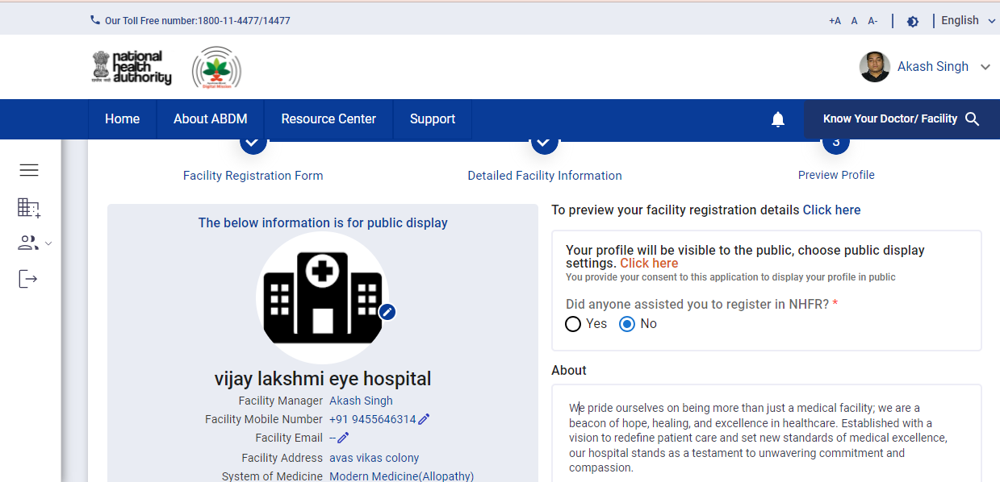 Our Toll Free number:1800-11-4477/14477
+A A A- English
national
health
authority
Akash Singh
Home About ABDM Resource Center Support Know Your Doctor/ Facility
3
Facility Registration Form Detailed Facility Information Preview Profile
The below information is for public display
vijay lakshmi eye hospital
Facility Manager Akash Singh
Facility Mobile Number +91 9455646314
Facility Email --
Facility Address avas vikas colony
System of Medicine Modern Medicine(Allopathy)
To preview your facility registration details Click here
Your profile will be visible to the public, choose public display
settings. Click here
You provide your consent to this application to display your profile in public
Did anyone assisted you to register in NHFR? *
Yes No
About
We pride ourselves on being more than just a medical facility; we are a
beacon of hope, healing, and excellence in healthcare. Established with a
vision to redefine patient care and set new standards of medical excellence,
our hospital stands as a testament to unwavering commitment and
compassion.